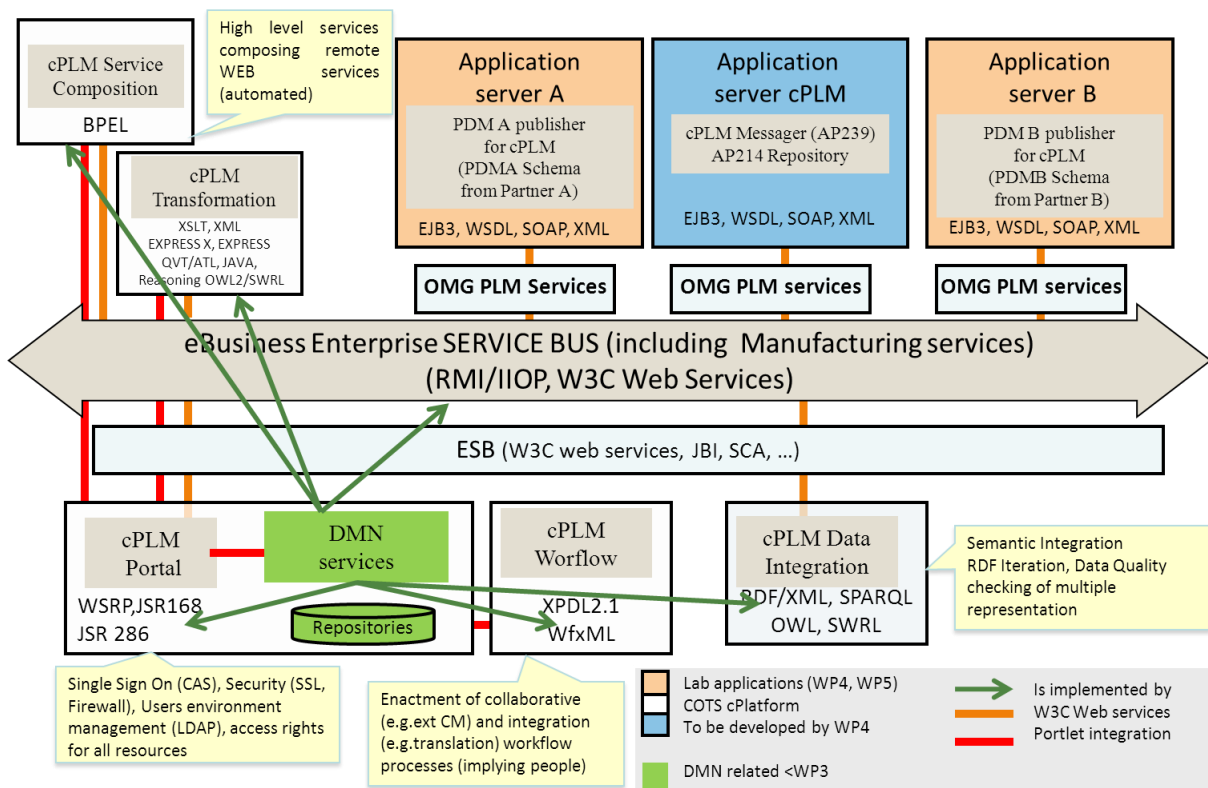 cPLM Service
Composition
BPEL
High level services
composing remote
WEB services
(automated)
Application
server A
PDM A publisher
for cPLM
(PDMA Schema
from Partner A)
EJB3, WSDL, SOAP, XML
Application
server cPLM
cPLM Messager (AP239)
AP214 Repository
EJB3, WSDL, SOAP, XML
Application
server B
PDM B publisher
for cPLM
(PDMB Schema
from Partner B)
EJB3, WSDL, SOAP, XML
cPLM
Transformation
XSLT, XML
EXPRESS X, EXPRESS
QVT/ATL, JAVA,
Reasoning OWL2/SWRL
OMG PLM Services
OMG PLM services
OMG PLM services
eBusiness Enterprise SERVICE BUS (including Manufacturing services)
(RMI/IIOP, W3C Web Services)
ESB (W3C web services, JBI, SCA, ...)
cPLM
Portal
WSRP,JSR168
JSR 286
DMN
services
Repositories
cPLM
Worflow
XPDL2.1
WfxML
cPLM Data
Integration
RDF/XML, SPARQL
OWL, SWRL
Semantic Integration
RDF Iteration, Data Quality
checking of multiple
representation
Single Sign On (CAS), Security (SSL,
Firewall), Users environment
management (LDAP), access rights
for all resources
Enactment of collaborative
(e.g.ext CM) and integration
(e.g.translation) workflow
processes (implying people)
Lab applications (WP4, WP5)
COTS cPlatform
To be developed by WP4
DMN related <WP3
Is implemented by
W3C Web services
Portlet integration